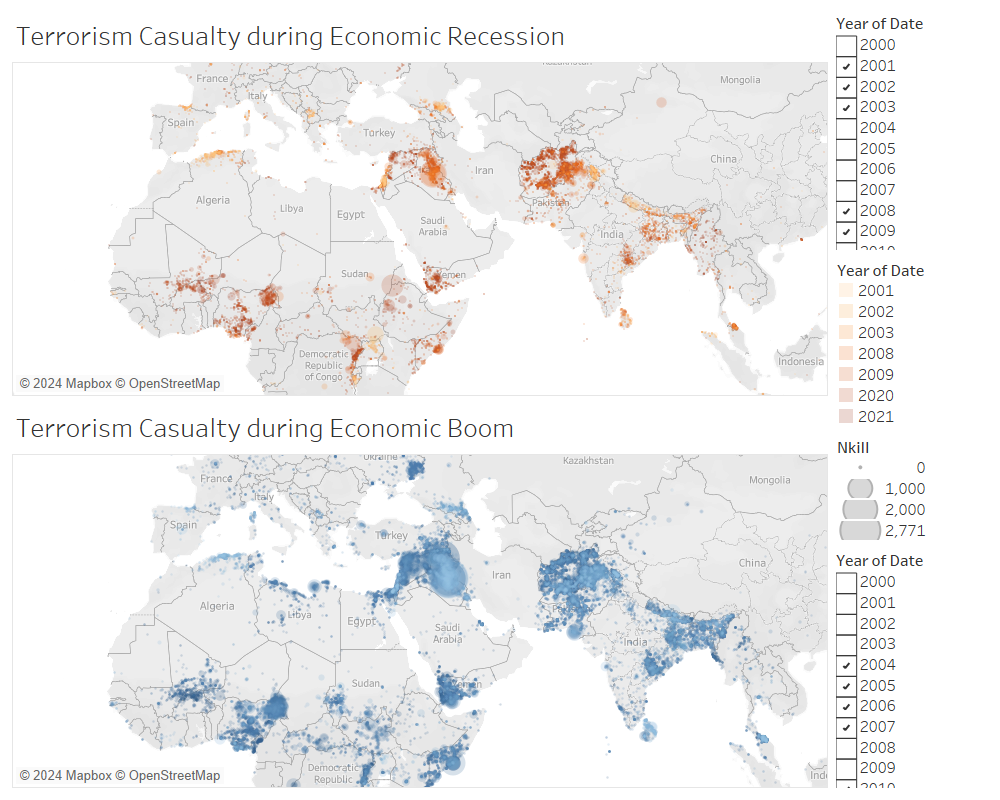 Terrorism Casualty during Economic Recession
Kazakhstan
France
Mongolia
Italy
Spain
Turkey
China
Iran
Algeria
Libya
Egypt
Pakistan
Saudi
Arabia
India
Sudan
Yemen
Democratic
Republic
of Congo
Indonesia
© 2024 Mapbox © OpenStreetMap
Terrorism Casualty during Economic Boom
Ukraine
Kazakhstan
France
Mongolia
Italy
Spain
Turkey
China
Iran
Algeria
Libya
Egypt
Saudi
Arabia
India
Sudan
Democratic
Republic
Ind
© 2024 Mapbox © OpenStreetMap
Year of Date
2000
2001
2002
2003
2004
2005
2006
2007
2008
2009
2010
Year of Date
2001
2002
2003
2008
2009
2020
2021
Nkill
0
1,000
2,000
2,771
Year of Date
2000
2001
2002
2003
2004
2005
2006
2007
2008
2009
2010